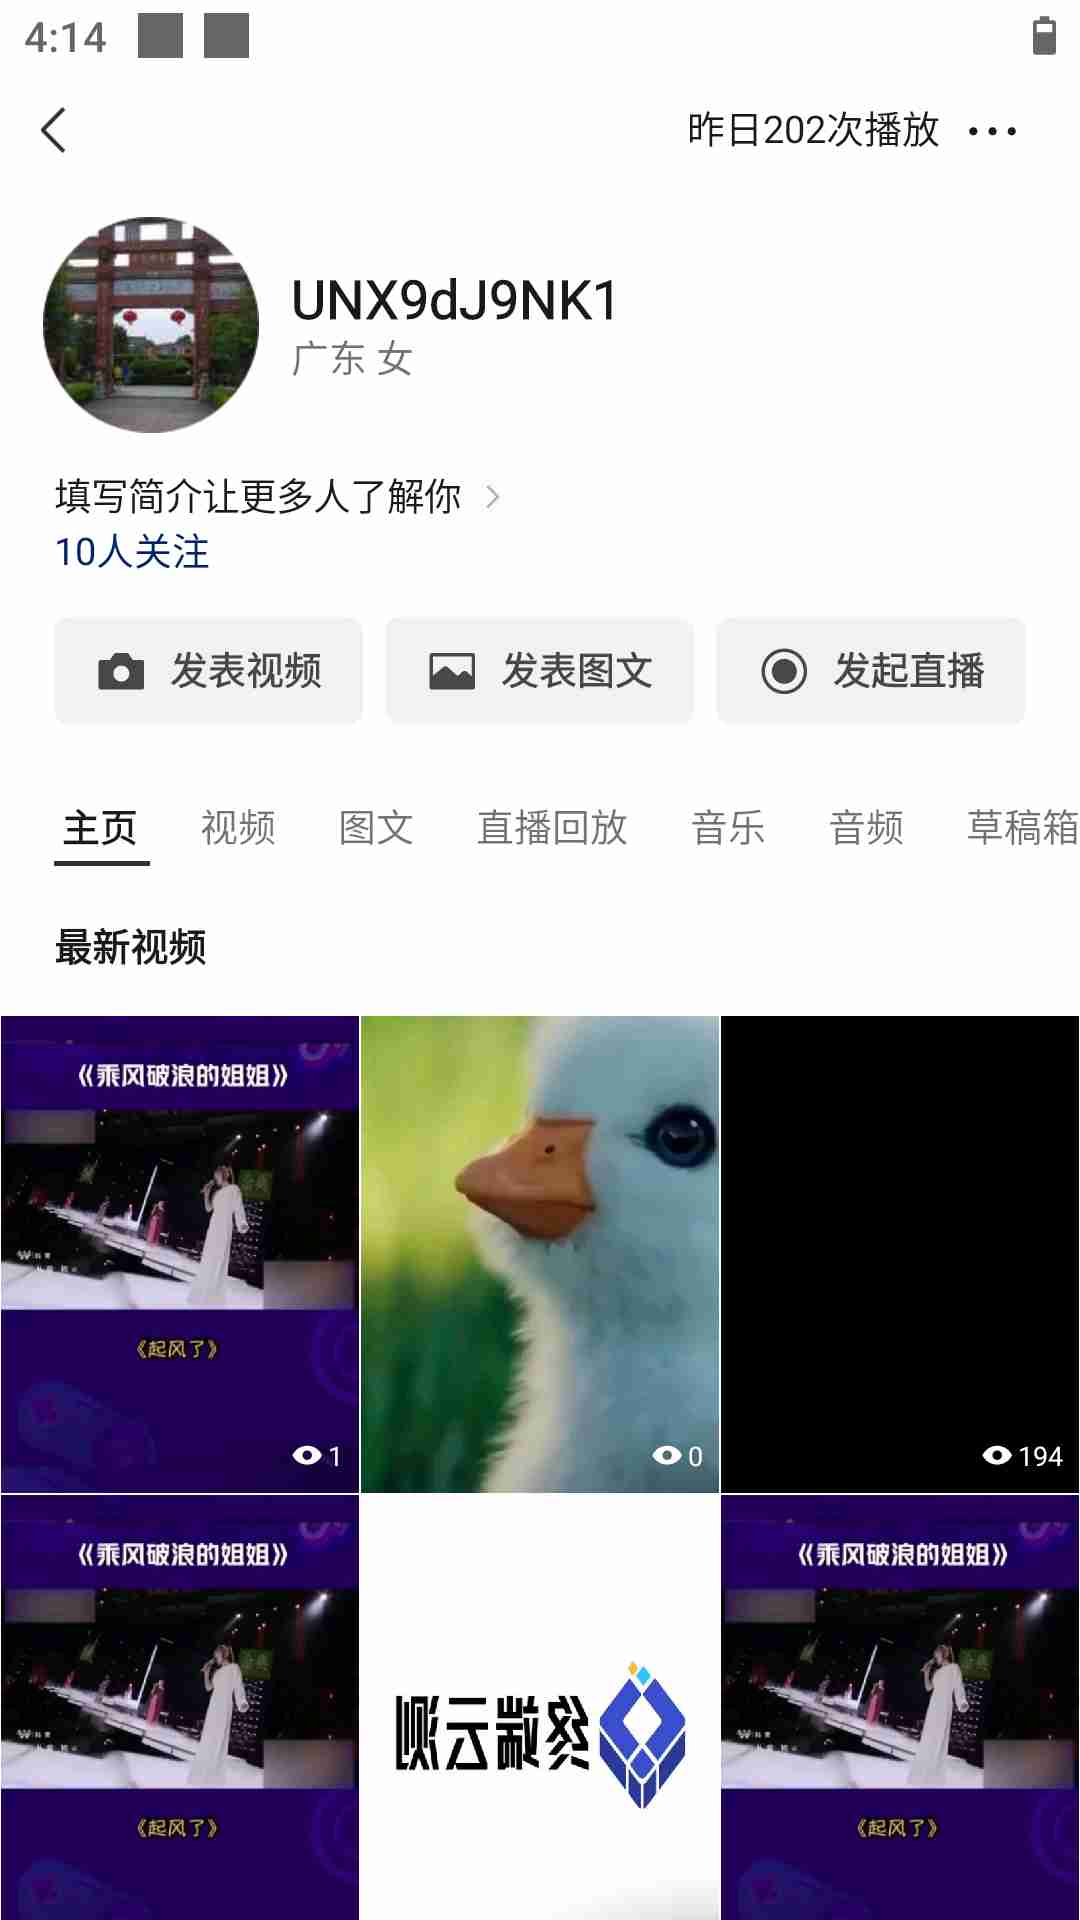 4:14
昨日202次播放
UNX9dJ9NK1
广东 女
填写简介让更多人了解你
10人关注
发表视频
发表图文
发起直播
主页
视频
图文
直播回放
音乐
音频
草稿箱
最新视频
《乘风破浪的姐姐》
《起风了》
1
0
194
《乘风破浪的姐姐》
《起风了》
《乘风破浪的姐姐》
《起风了》